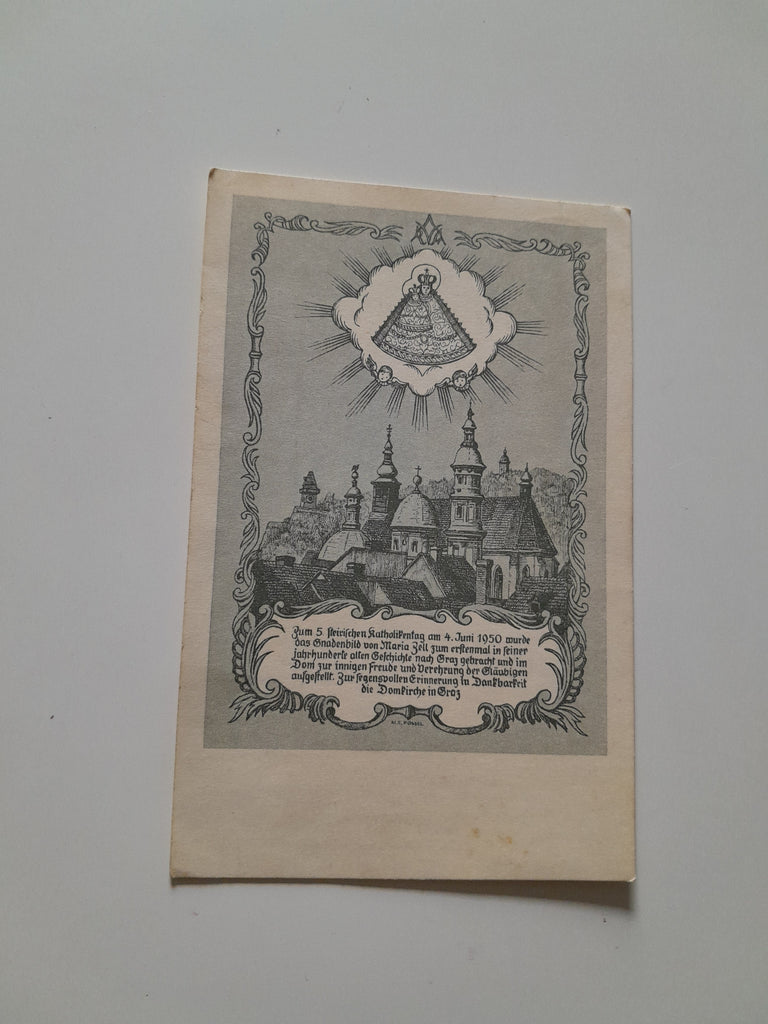 Zum 5. steirischen Katholikentag am 4. Juni 1950 wurde
das Gnadenbild von Maria Zell zum erstenmal in seiner
jahrhunderte alten Geschichte nach Graz gebracht und im
Dom zur innigen Freude und Verehrung der Gläubigen
ausgestellt. Zur segensvollen Erinnerung in Dankbarkeit
die Domkirche in Graz